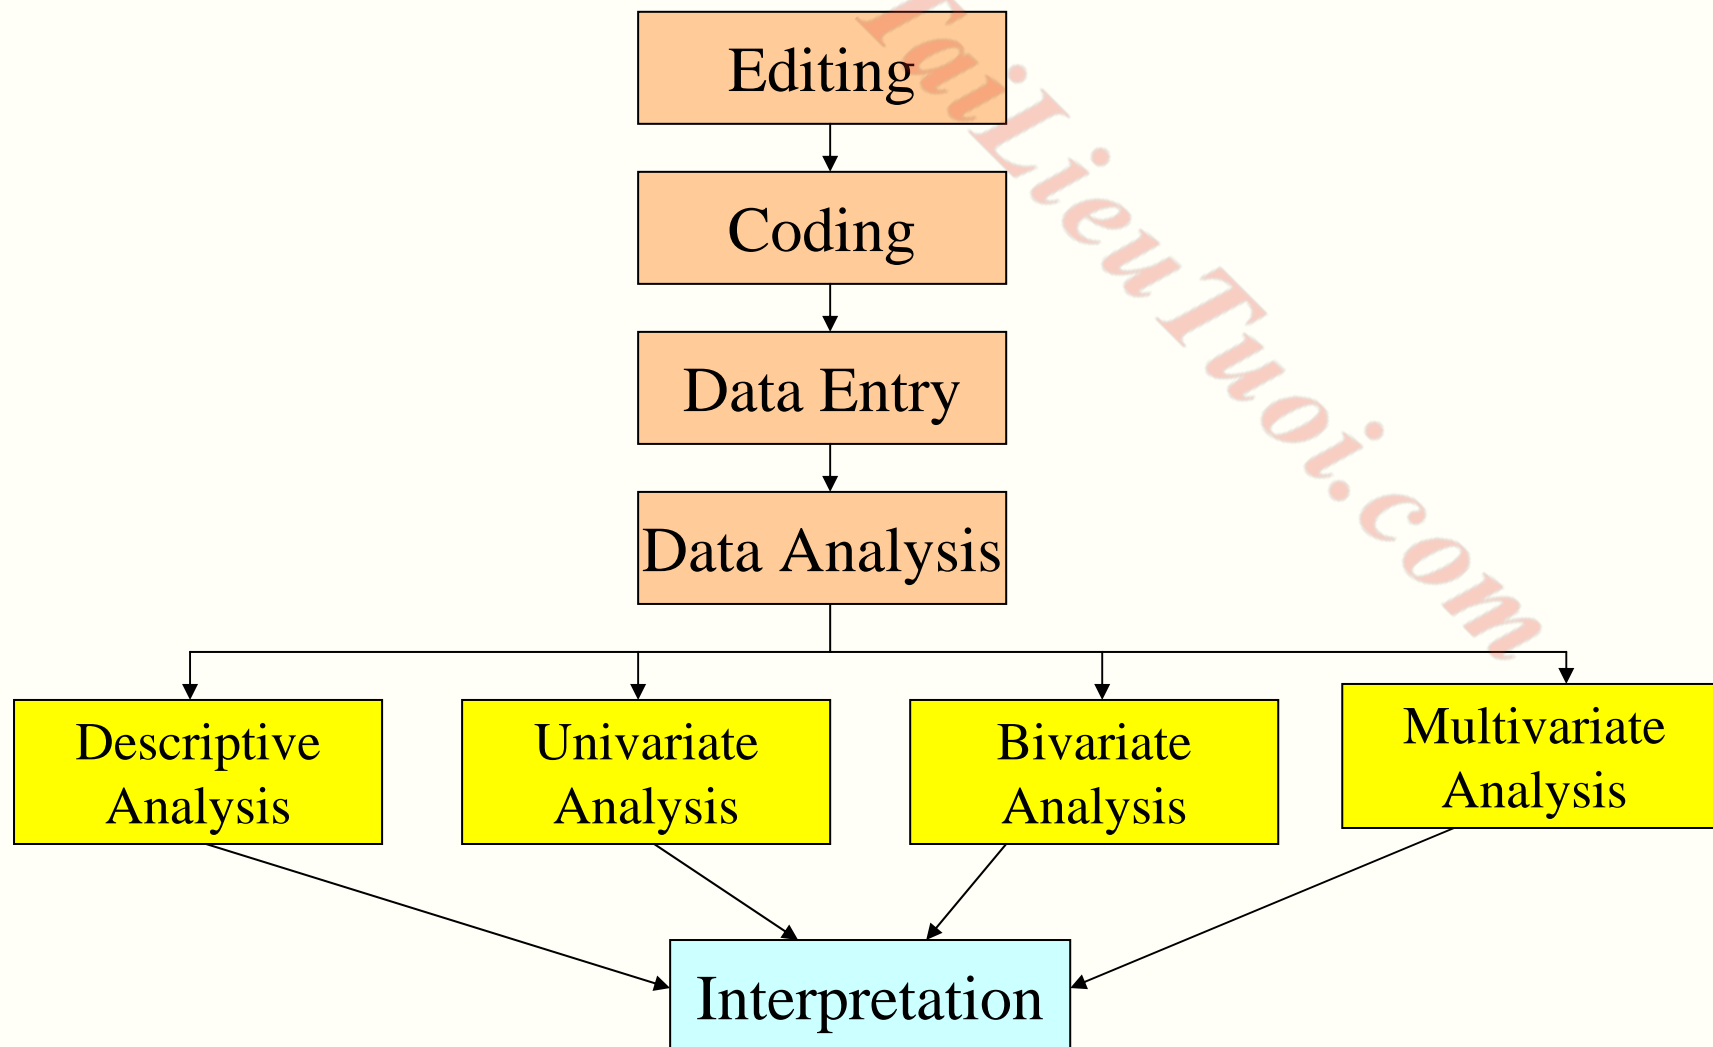 TaiLieuTuoi.com
Editing
Coding
Data Entry
Data Analysis
Descriptive
Analysis
Univariate
Analysis
Bivariate
Analysis
Multivariate
Analysis
Interpretation